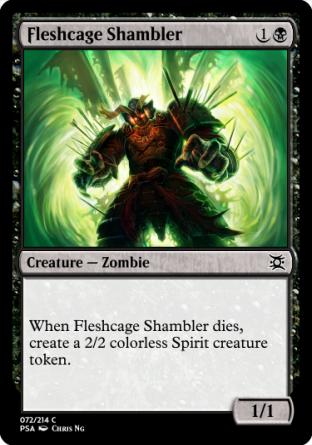 Fleshcage Shambler 1
Creature — Zombie
When Fleshcage Shambler dies,
create a 2/2 colorless Spirit creature
token.
1/1
072/214 C
PSA Chris Ng